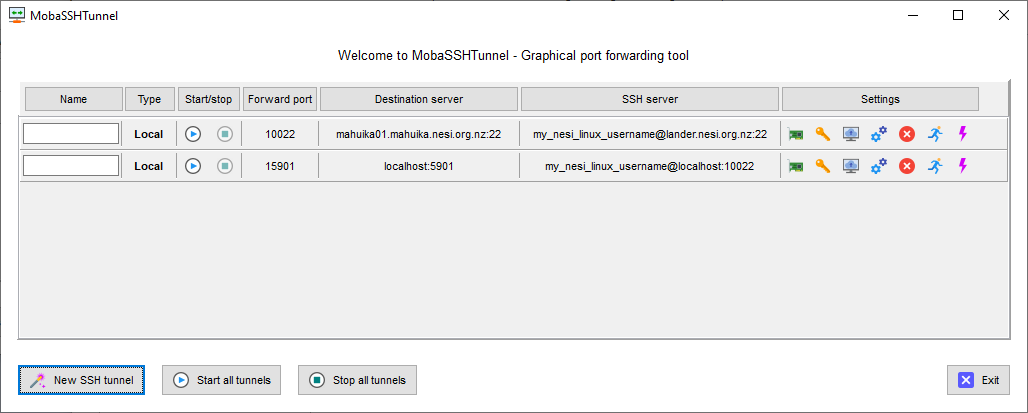 MobaSSHTunnel
Welcome to MobaSSHTunnel - Graphical port forwarding tool
Name Type Start/stop Forward port Destination server SSH server Settings
Local 10022 mahuika01.mahuika.nesi.org.nz:22 my_nesi_linux_username@lander.nesi.org.nz:22
Local 15901 localhost:5901 my_nesi_linux_username@localhost:10022
New SSH tunnel Start all tunnels Stop all tunnels Exit